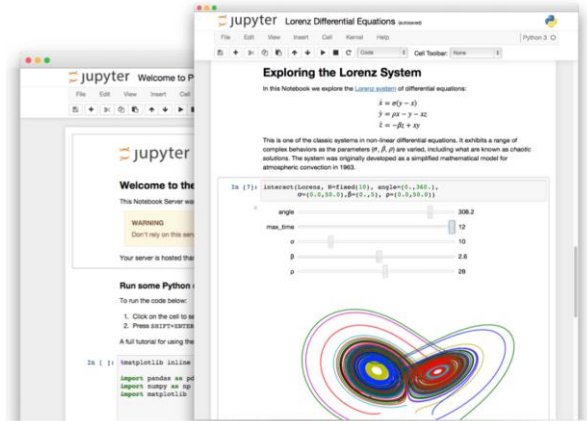 jupyter Lorenz Differential Equations (autosaved)
File Edit View Insert Cell Kernel Help Python 3
Code Cell Toolbar: None
Exploring the Lorenz System
In this Notebook we explore the Lorenz system of differential equations:
ẋ = σ(y − x)
ẏ = ρx − y − xz
ż = −βz + xy
This is one of the classic systems in non-linear differential equations. It exhibits a range of
complex behaviors as the parameters (σ, β, ρ) are varied, including what are known as chaotic
solutions. The system was originally developed as a simplified mathematical model for
atmospheric convection in 1963.
In [7]: interact(Lorenz, N=fixed(10), angle=(0.,360.),
σ=(0.0,50.0),β=(0.,5), ρ=(0.0,50.0))
angle 308.2
max_time 12
σ 10
β 2.6
ρ 28
jupyter Welcome to P
File Edit View Insert Cell
jupyter
Welcome to the
This Notebook Server was
WARNING
Don't rely on this serv
Your server is hosted than
Run some Python
To run the code below:
1. Click on the cell to se
2. Press SHIFT+ENTER
A full tutorial for using the
In [ ]: %matplotlib inline
import pandas as pd
import numpy as np
import matplotlib